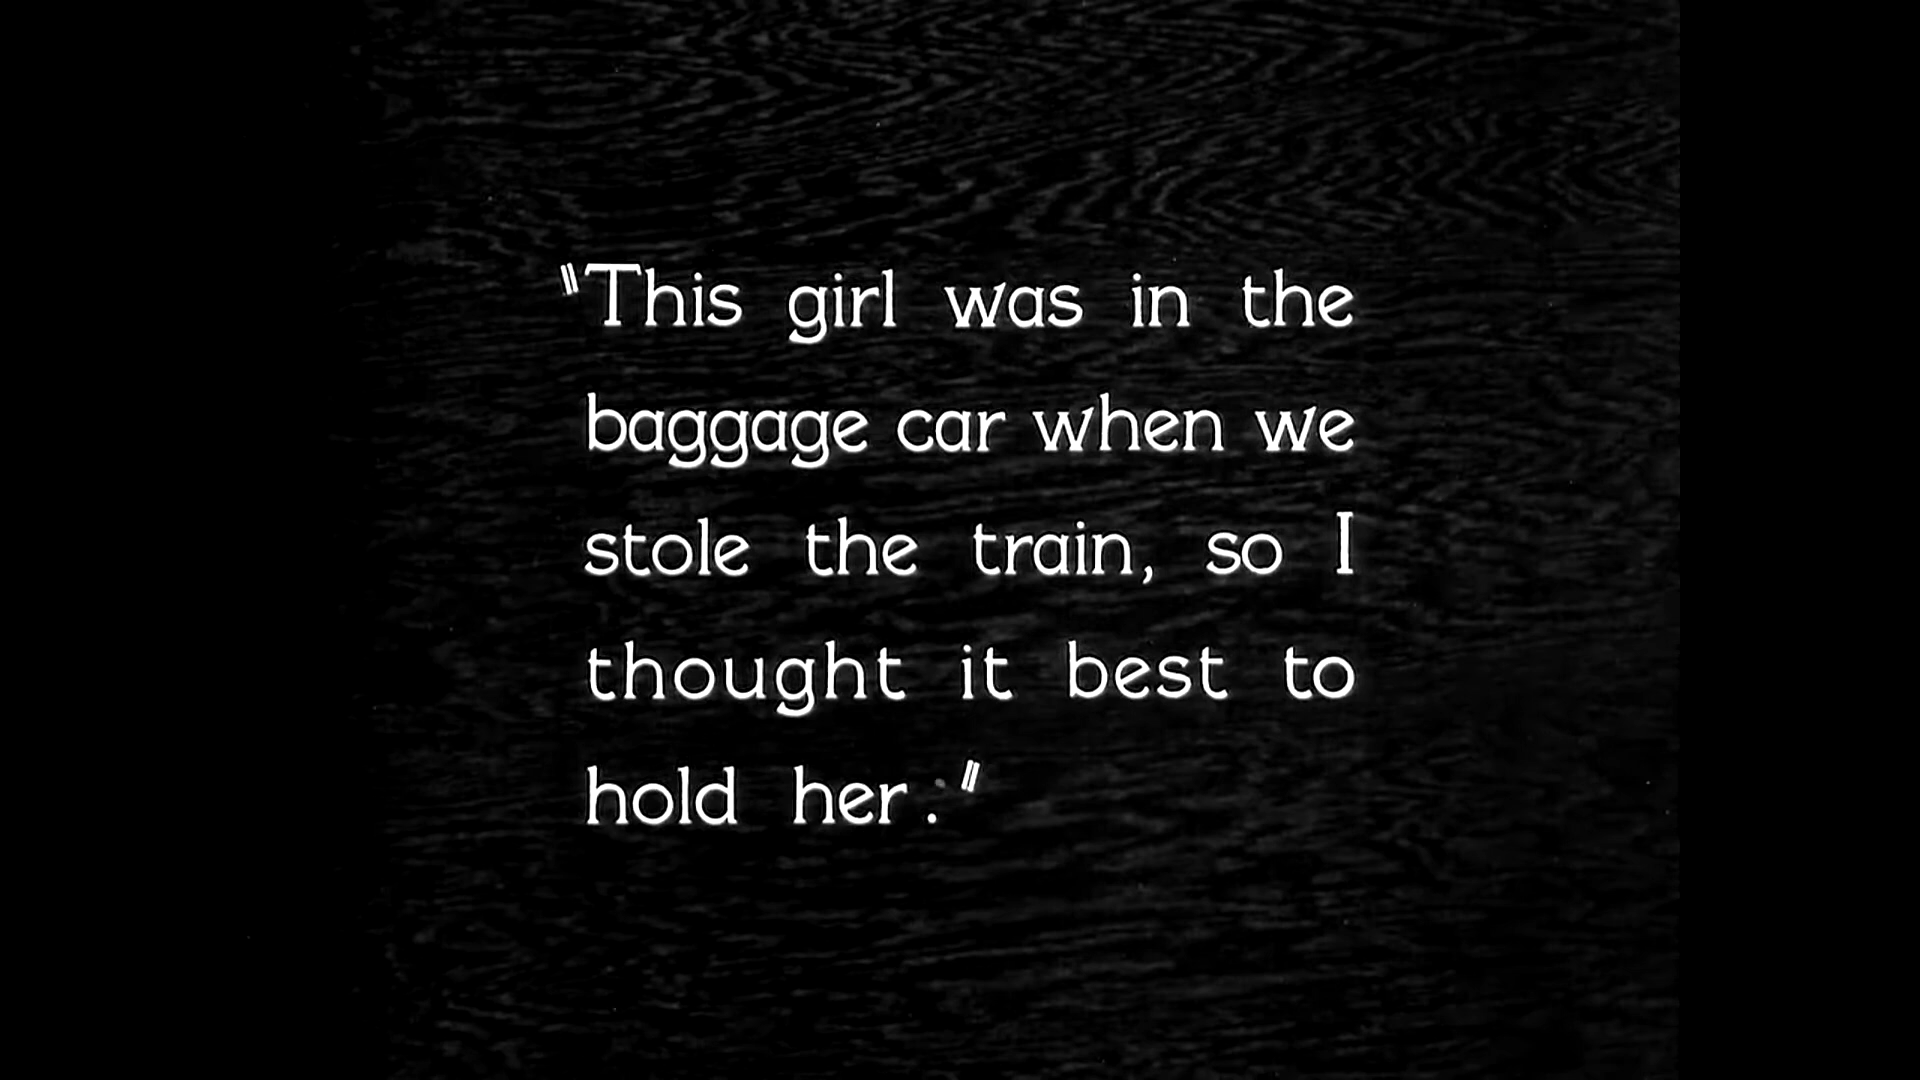 "This girl was in the
baggage car when we
stole the train, so I
thought it best to
hold her."